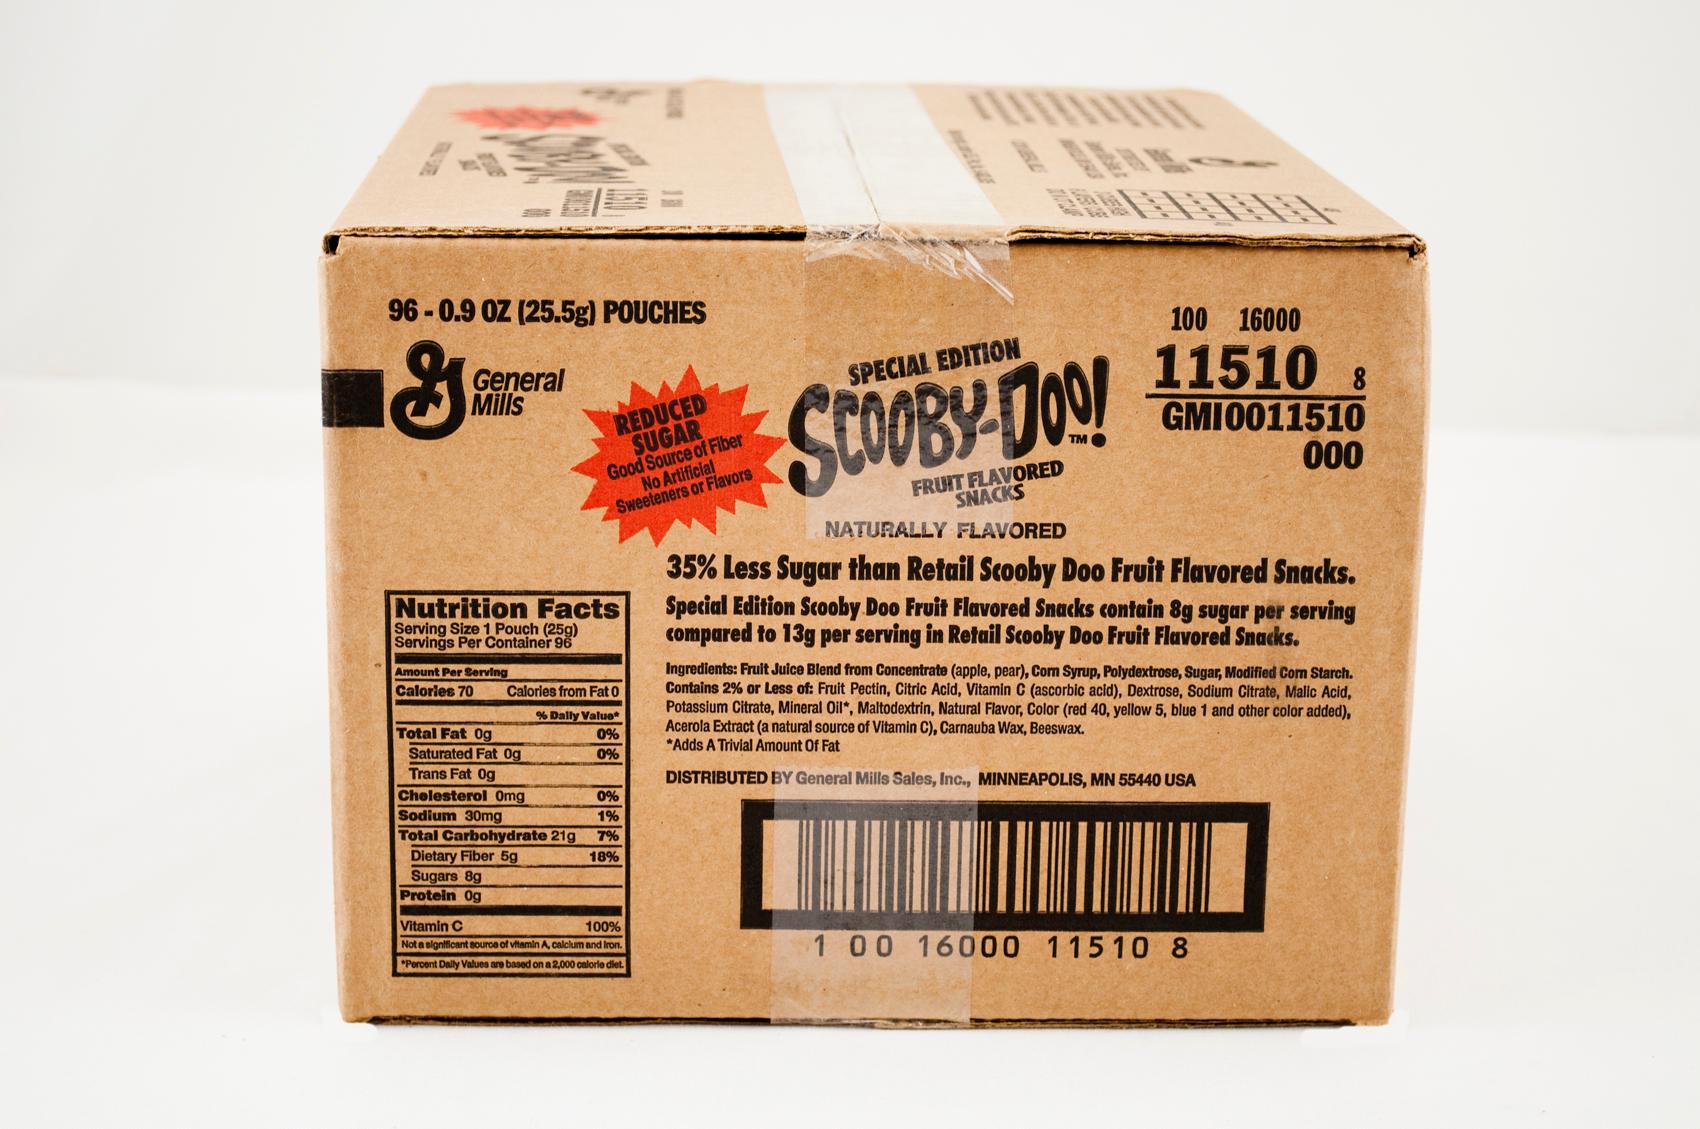 11510
96 - 0.9 OZ (25.5g) POUCHES
General
Mills
REDUCED
SUGAR
Good Source of Fiber
No Artificial
Sweeteners or Flavors
SPECIAL EDITION
SCOOBY-DOO!
TM
FRUIT FLAVORED
SNACKS
NATURALLY FLAVORED
100 16000
11510 8
GMI0011510
000
35% Less Sugar than Retail Scooby Doo Fruit Flavored Snacks.
Special Edition Scooby Doo Fruit Flavored Snacks contain 8g sugar per serving
compared to 13g per serving in Retail Scooby Doo Fruit Flavored Snacks.
Ingredients: Fruit Juice Blend from Concentrate (apple, pear), Corn Syrup, Polydextrose, Sugar, Modified Corn Starch.
Contains 2% or Less of: Fruit Pectin, Citric Acid, Vitamin C (ascorbic acid), Dextrose, Sodium Citrate, Malic Acid,
Potassium Citrate, Mineral Oil*, Maltodextrin, Natural Flavor, Color (red 40, yellow 5, blue 1 and other color added),
Acerola Extract (a natural source of Vitamin C), Carnauba Wax, Beeswax.
*Adds A Trivial Amount Of Fat
DISTRIBUTED BY General Mills Sales, Inc., MINNEAPOLIS, MN 55440 USA
1 00 16000 11510 8
Nutrition Facts
Serving Size 1 Pouch (25g)
Servings Per Container 96
Amount Per Serving
Calories 70 Calories from Fat 0
% Daily Value*
Total Fat 0g 0%
Saturated Fat 0g 0%
Trans Fat 0g
Cholesterol 0mg 0%
Sodium 30mg 1%
Total Carbohydrate 21g 7%
Dietary Fiber 5g 18%
Sugars 8g
Protein 0g
Vitamin C 100%
Not a significant source of vitamin A, calcium and iron.
*Percent Daily Values are based on a 2,000 calorie diet.